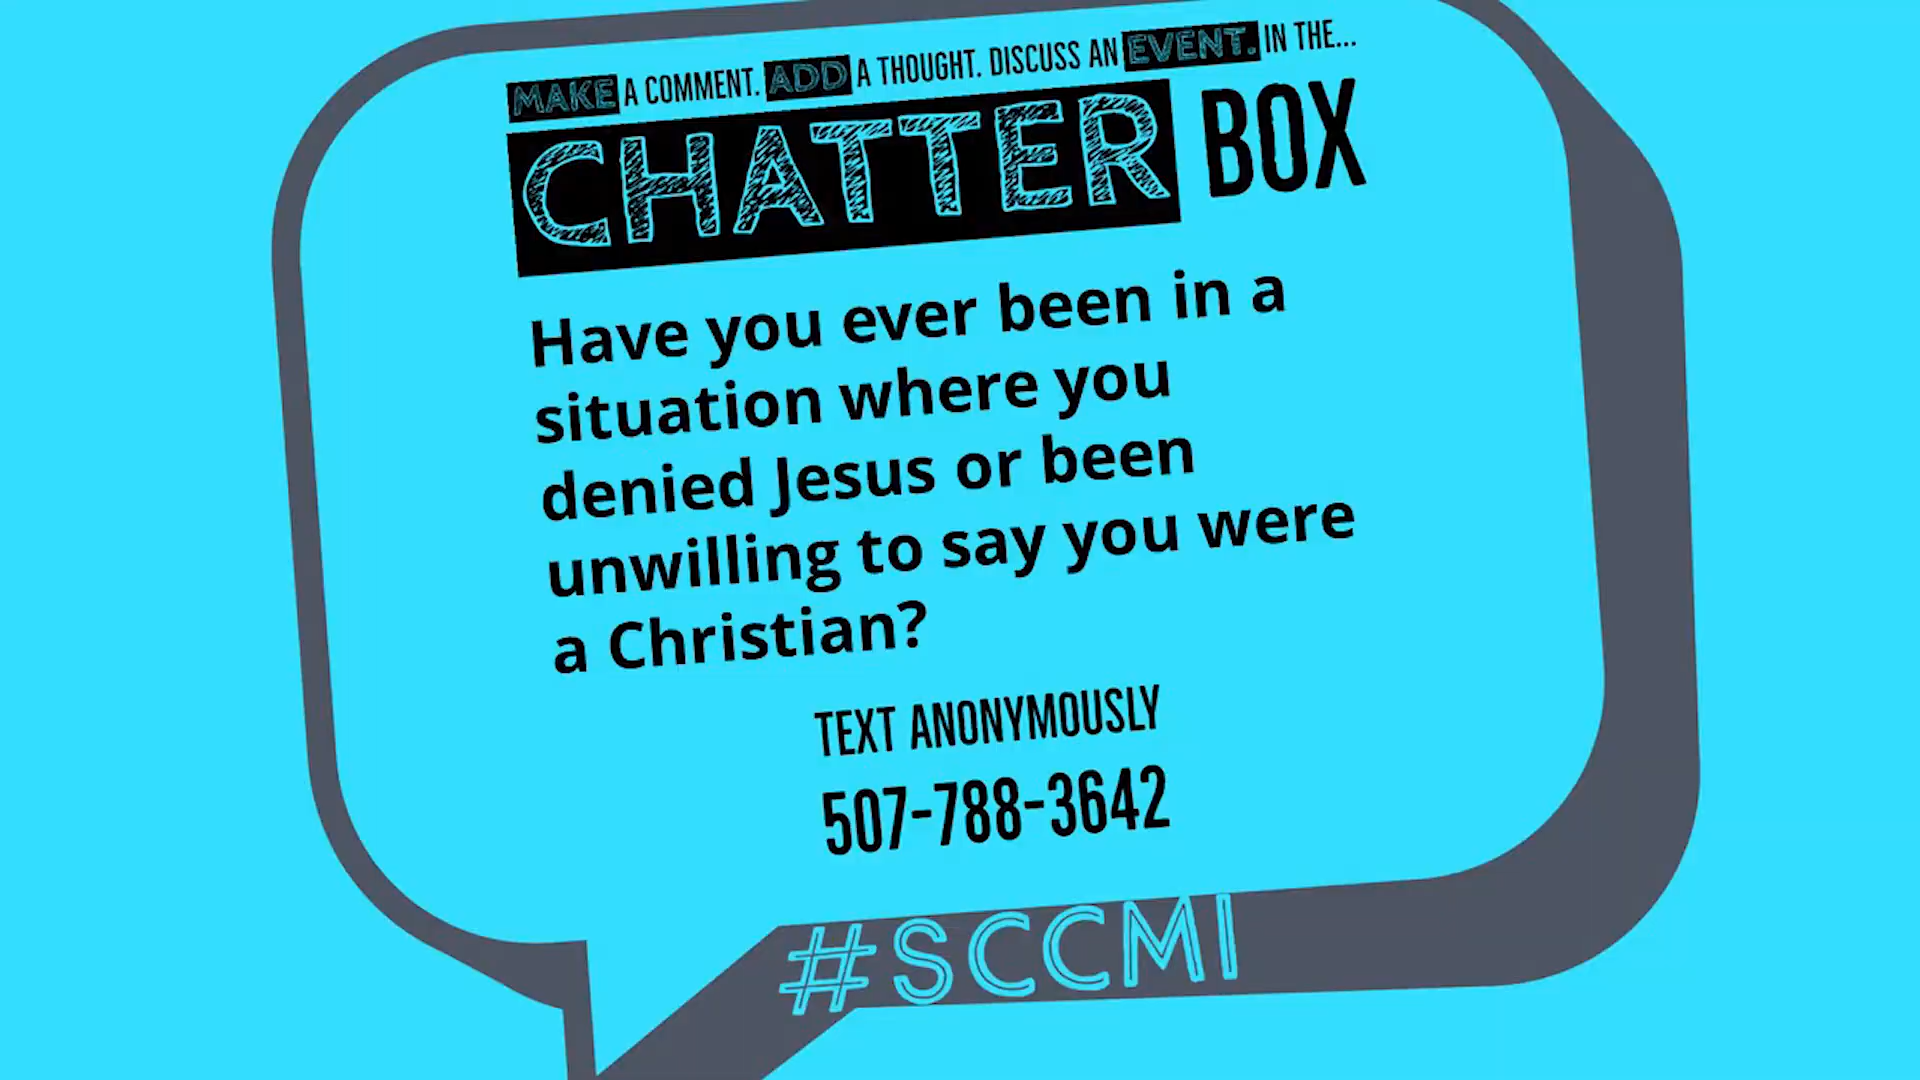 MAKE A COMMENT. ADD A THOUGHT. DISCUSS AN EVENT. IN THE...
CHATTER BOX
Have you ever been in a
situation where you
denied Jesus or been
unwilling to say you were
a Christian?
TEXT ANONYMOUSLY
507-788-3642
#SCCMI